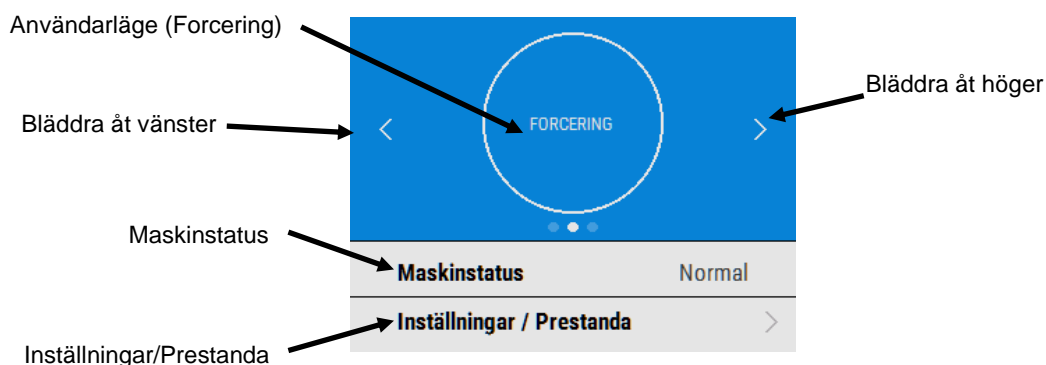 Användarläge (Forcering)
Bläddra åt höger
Bläddra åt vänster
FORCERING
Maskinstatus
Maskinstatus Normal
Inställningar / Prestanda
Inställningar/Prestanda